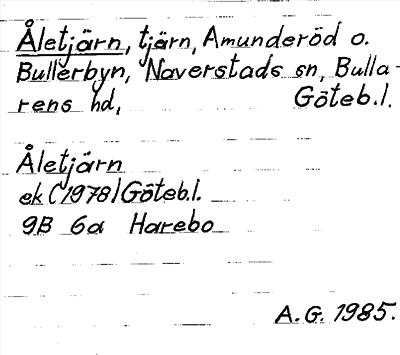 Åletjärn, tjärn, Amunderöd o.
Bullerbyn, Naverstads sn, Bulla-
rens hd, Göteb.l.
Åletjärn
ek (1978) Göteb.l.
9B 6a Harebo
A.G. 1985.